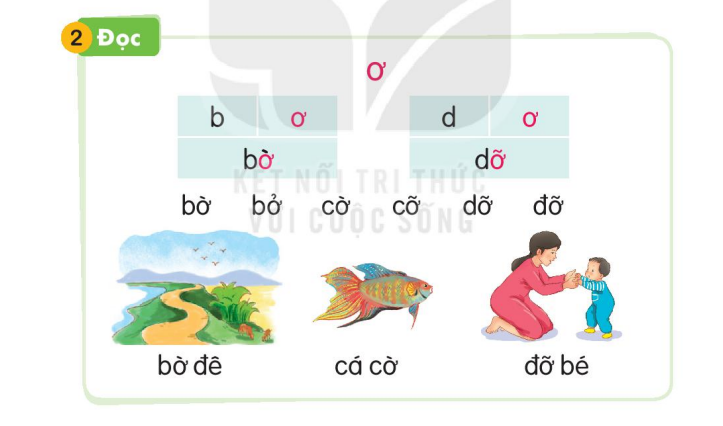 2 Đọc
ơ
b ơ d ơ
bờ dỡ
KẾT NỐI TRI THỨC
VỚI CUỘC SỐNG
bờ bở cờ cỡ dỡ đỡ
bờ đê cá cờ đỡ bé